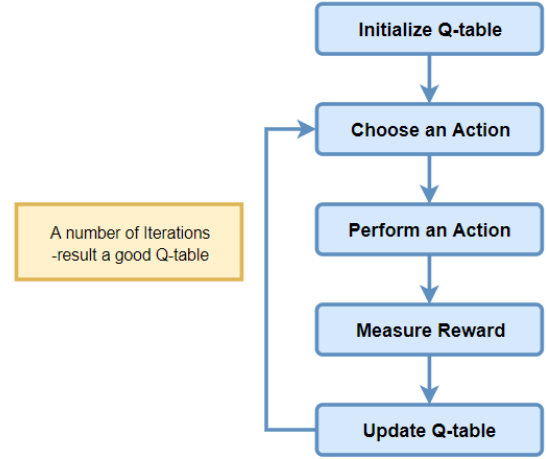 Initialize Q-table
Choose an Action
A number of Iterations
-result a good Q-table
Perform an Action
Measure Reward
Update Q-table